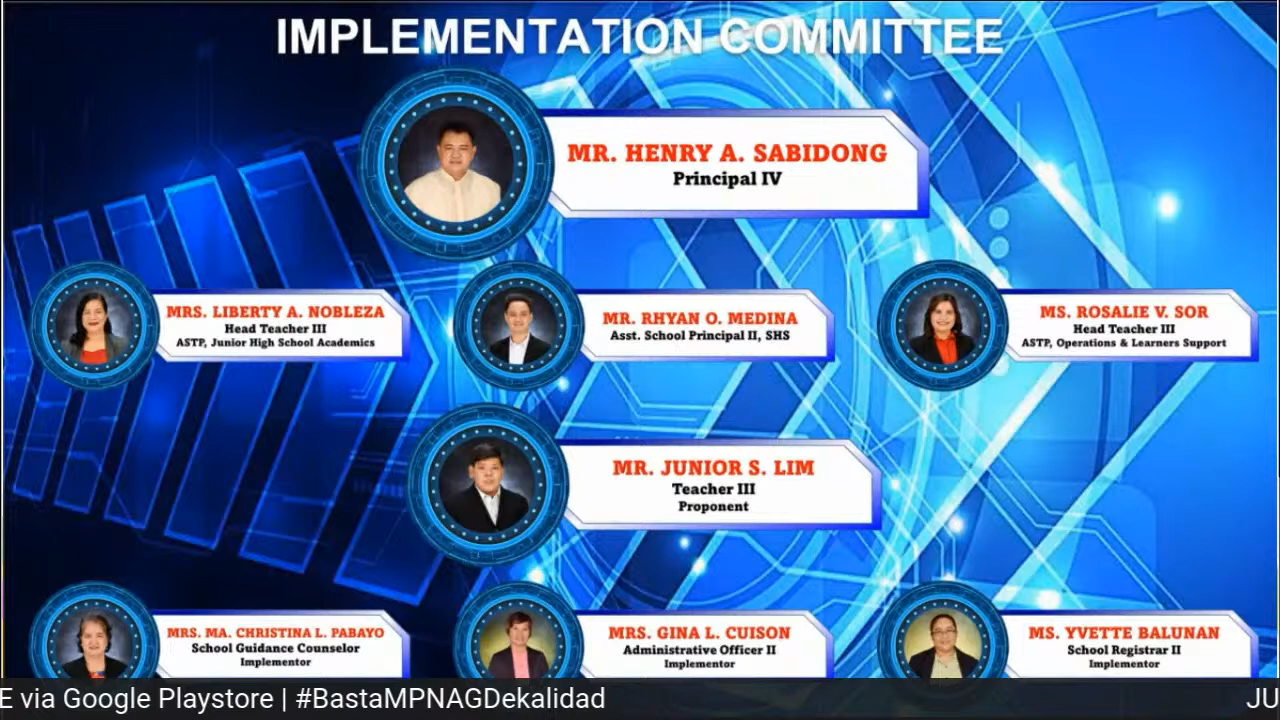 IMPLEMENTATION COMMITTEE
MR. HENRY A. SABIDONG
Principal IV
MRS. LIBERTY A. NOBLEZA
Head Teacher III
ASTP, Junior High School Academics
MR. RHYAN O. MEDINA
Asst. School Principal II, SHS
MS. ROSALIE V. SOR
Head Teacher III
ASTP, Operations & Learners Support
MR. JUNIOR S. LIM
Teacher III
Proponent
MRS. MA. CHRISTINA L. PABAYO
School Guidance Counselor
Implementor
MRS. GINA L. CUISON
Administrative Officer II
Implementor
MS. YVETTE BALUNAN
School Registrar II
Implementor
E via Google Playstore | #BastaMPNAGDekalidad
JU